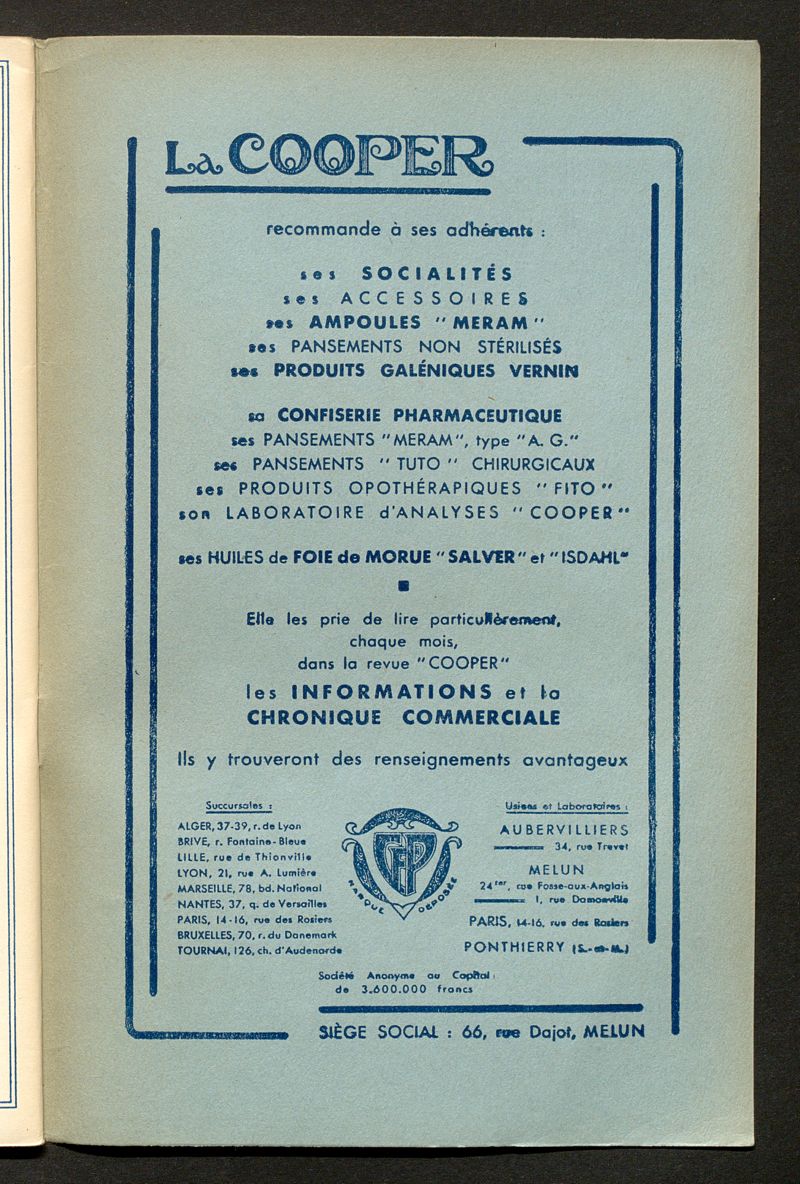 La COOPER
recommande à ses adhérents :
ses SOCIALITÉS
ses ACCESSOIRES
ses AMPOULES "MERAM"
ses PANSEMENTS NON STÉRILISÉS
ses PRODUITS GALÉNIQUES VERNIN
sa CONFISERIE PHARMACEUTIQUE
ses PANSEMENTS "MERAM", type "A. G."
ses PANSEMENTS "TUTO" CHIRURGICAUX
ses PRODUITS OPOTHÉRAPIQUES "FITO"
son LABORATOIRE d'ANALYSES "COOPER"
ses HUILES de FOIE de MORUE "SALVER" et "ISDAHL"
Elle les prie de lire particulièrement,
chaque mois,
dans la revue "COOPER"
les INFORMATIONS et la
CHRONIQUE COMMERCIALE
Ils y trouveront des renseignements avantageux
Succursales :
ALGER, 37-39, r. de Lyon
BRIVE, r. Fontaine-Bleue
LILLE, rue de Thionville
LYON, 21, rue A. Lumière
MARSEILLE, 78, bd. National
NANTES, 37, q. de Versailles
PARIS, 14-16, rue des Rosiers
BRUXELLES, 70, r. du Danemark
TOURNAI, 126, ch. d'Audenarde
CFP
MARQUE DÉPOSÉE
Usines et Laboratoires :
AUBERVILLIERS
34, rue Trevet
MELUN
24ter, rue Fosse-aux-Anglais
1, rue Damonville
PARIS, 14-16, rue des Rosiers
PONTHIERRY (S.-et-M.)
Société Anonyme au Capital
de 3.600.000 francs
SIÈGE SOCIAL : 66, rue Dajot, MELUN